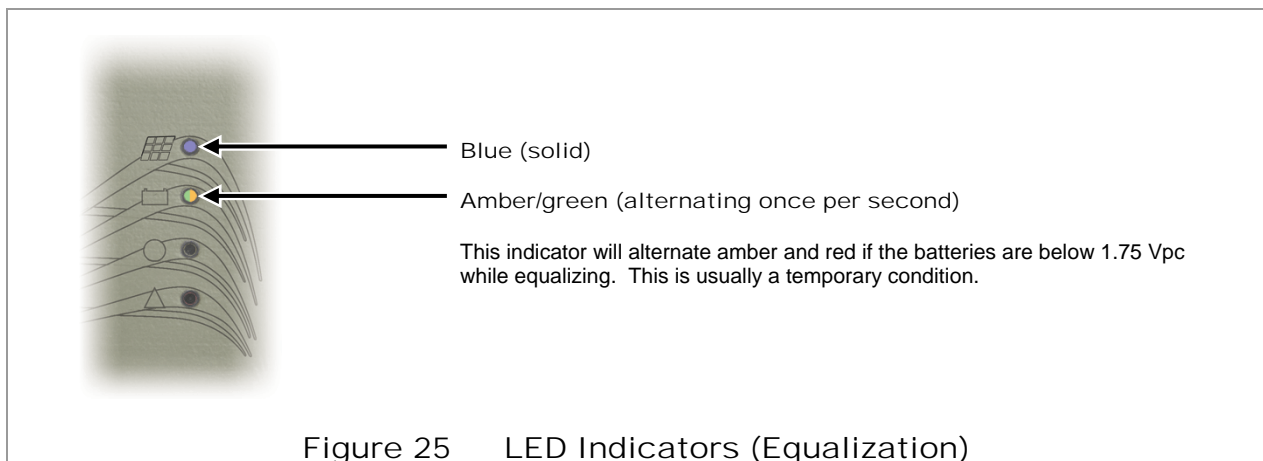 Blue (solid)
Amber/green (alternating once per second)
This indicator will alternate amber and red if the batteries are below 1.75 Vpc
while equalizing. This is usually a temporary condition.
Figure 25 LED Indicators (Equalization)